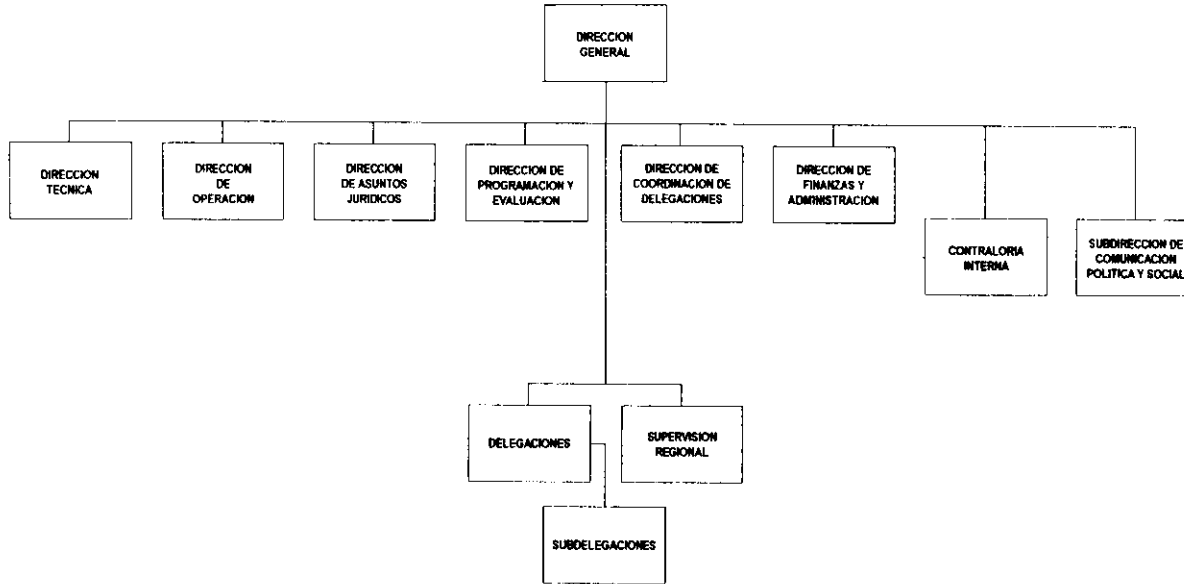 DIRECCION
GENERAL
DIRECCION
TECNICA
DIRECCION
DE
OPERACION
DIRECCION
DE ASUNTOS
JURIDICOS
DIRECCION DE
PROGRAMACION Y
EVALUACION
DIRECCION DE
COORDINACION DE
DELEGACIONES
DIRECCION DE
FINANZAS Y
ADMINISTRACION
CONTRALORIA
INTERNA
SUBDIRECCION DE
COMUNICACION
POLITICA Y SOCIAL
DELEGACIONES
SUPERVISION
REGIONAL
SUBDELEGACIONES